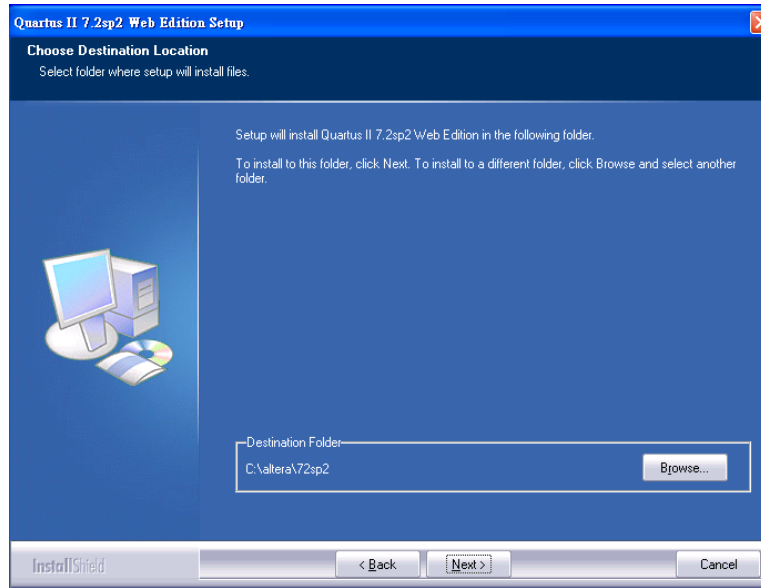 Quartus II 7.2sp2 Web Edition Setup
Choose Destination Location
Select folder where setup will install files.
Setup will install Quartus II 7.2sp2 Web Edition in the following folder.
To install to this folder, click Next. To install to a different folder, click Browse and select another
folder.
Destination Folder
C:\altera\72sp2
Browse...
InstallShield
< Back
Next >
Cancel